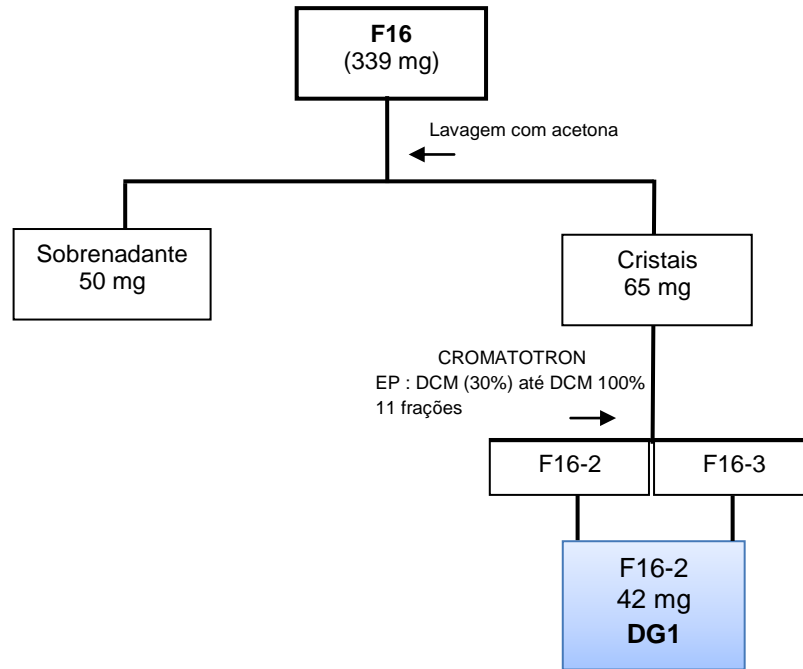 F16
(339 mg)
Lavagem com acetona
Sobrenadante
50 mg
Cristais
65 mg
CROMATOTRON
EP : DCM (30%) até DCM 100%
11 frações
F16-2
F16-3
F16-2
42 mg
DG1